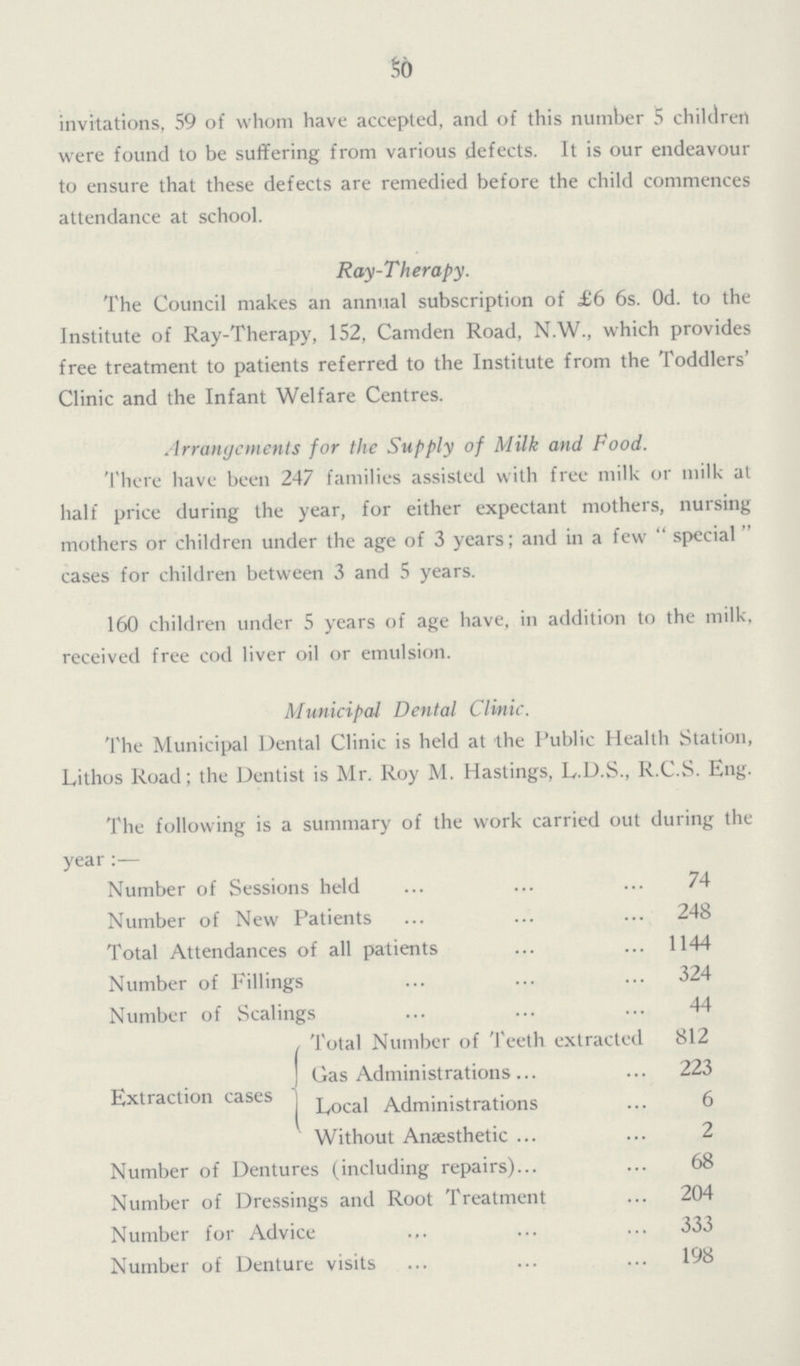 50
invitations, 59 of whom have accepted, and of this number 5 children
were found to be suffering from various defects. It is our endeavour
to ensure that these defects are remedied before the child commences
attendance at school.
Ray-Therapy.
The Council makes an annual subscription of £6 6s. 0d. to the
Institute of Ray-Therapy, 152, Camden Road, N.W., which provides
free treatment to patients referred to the Institute from the Toddlers'
Clinic and the Infant Welfare Centres.
Arrangements for the Supply of Milk and Food.
There have been 247 families assisted with free milk or milk at
half price during the year, for either expectant mothers, nursing
mothers or children under the age of 3 years; and in a few "special"
cases for children between 3 and 5 years.
160 children under 5 years of age have, in addition to the milk,
received free cod liver oil or emulsion.
Municipal Dental Clinic.
The Municipal Dental Clinic is held at the Public Health Station,
Lithos Road; the Dentist is Mr. Roy M. Hastings, L.D.S., R.C.S. Eng.
The following is a summary of the work carried out during the
year :—
Number of Sessions held ... ... ... 74
Number of New Patients ... ... ... 248
Total Attendances of all patients ... ... 1144
Number of Fillings ... ... ... 324
Number of Scalings ... ... ... 44
Total Number of Teeth extracted 812
Gas Administrations ... ... 223
Extraction cases
Local Administrations ... 6
Without Anæsthetic ... ... 2
Number of Dentures (including repairs)... ... 68
Number of Dressings and Root Treatment ... 204
Number for Advice ... ... ... 333
Number of Denture visits ... ... ... 198